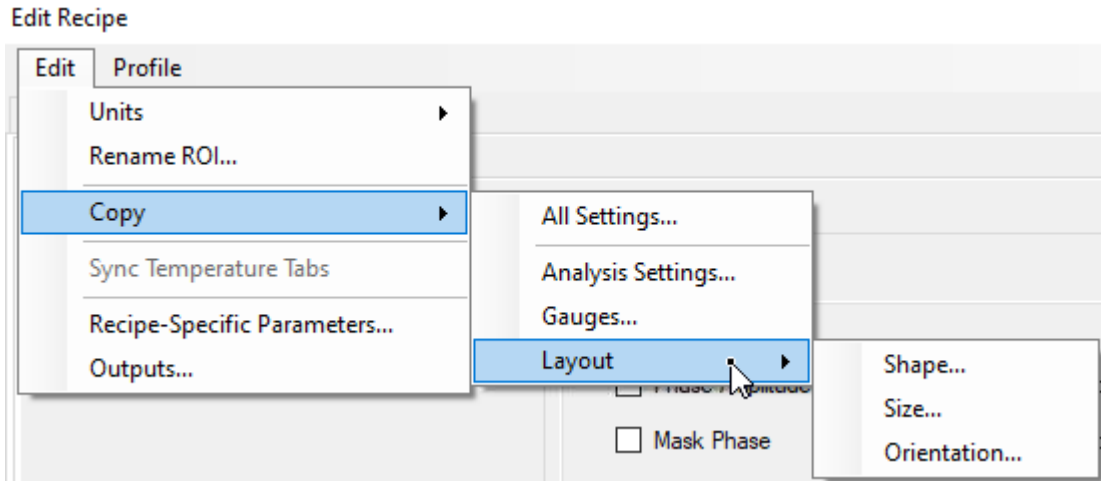 Edit Recipe
Edit Profile
Units
Rename ROI...
Copy
Sync Temperature Tabs
Recipe-Specific Parameters...
Outputs...
All Settings...
Analysis Settings...
Gauges...
Layout
Shape...
Size...
Orientation...
Mask Phase